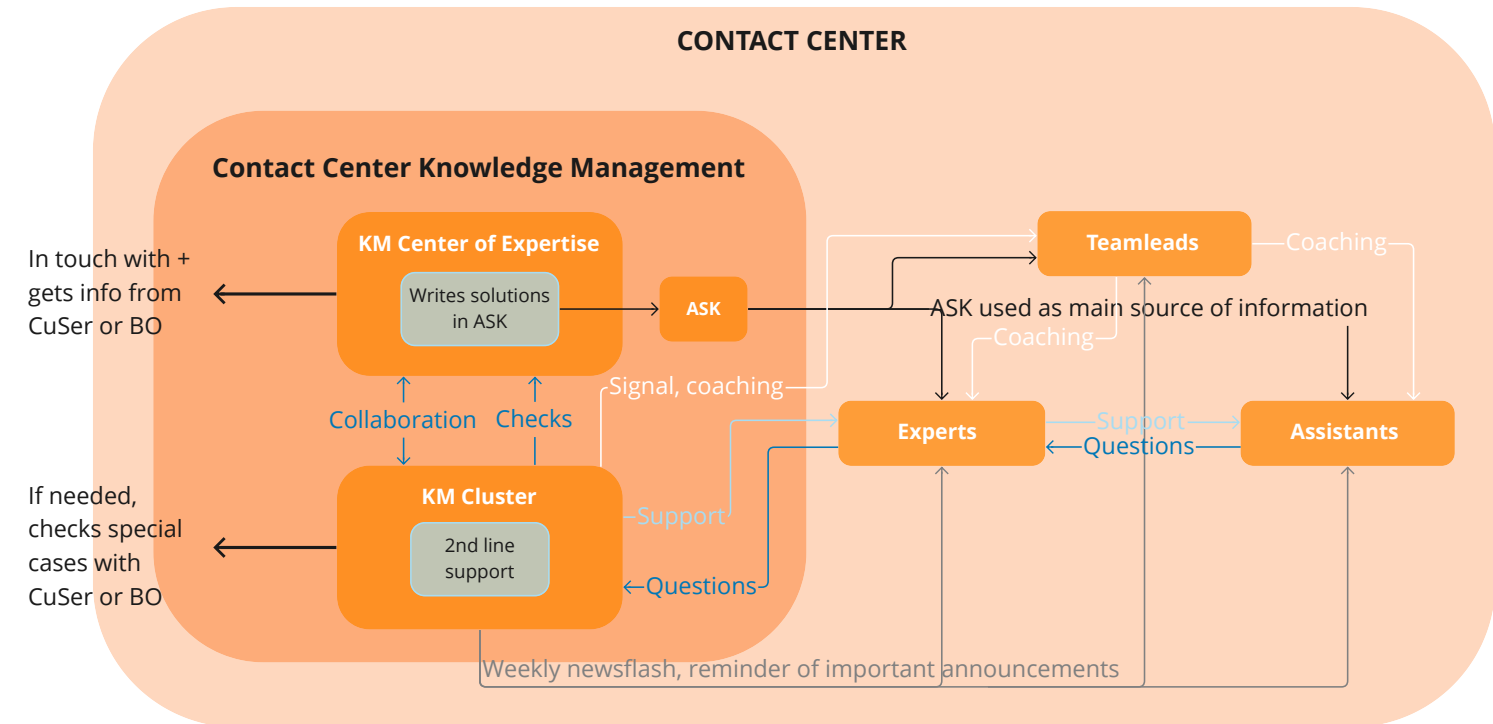 CONTACT CENTER
Contact Center Knowledge Management
In touch with +
gets info from
CuSer or BO
KM Center of Expertise
Writes solutions
in ASK
ASK
Teamleads
Coaching
ASK used as main source of information
Coaching
Signal, coaching
Collaboration
Checks
Experts
Support
Questions
Assistants
If needed,
checks special
cases with
CuSer or BO
KM Cluster
2nd line
support
Support
Questions
Weekly newsflash, reminder of important announcements